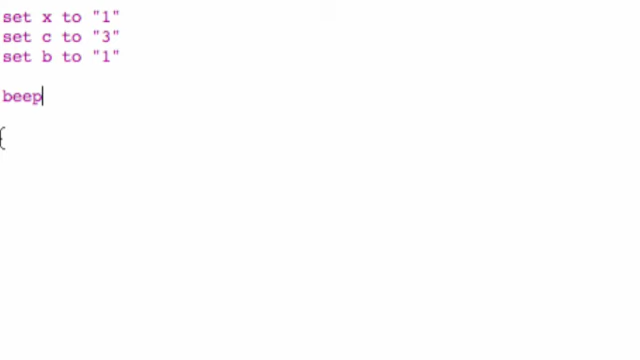 set x to "1"
set c to "3"
set b to "1"
beep